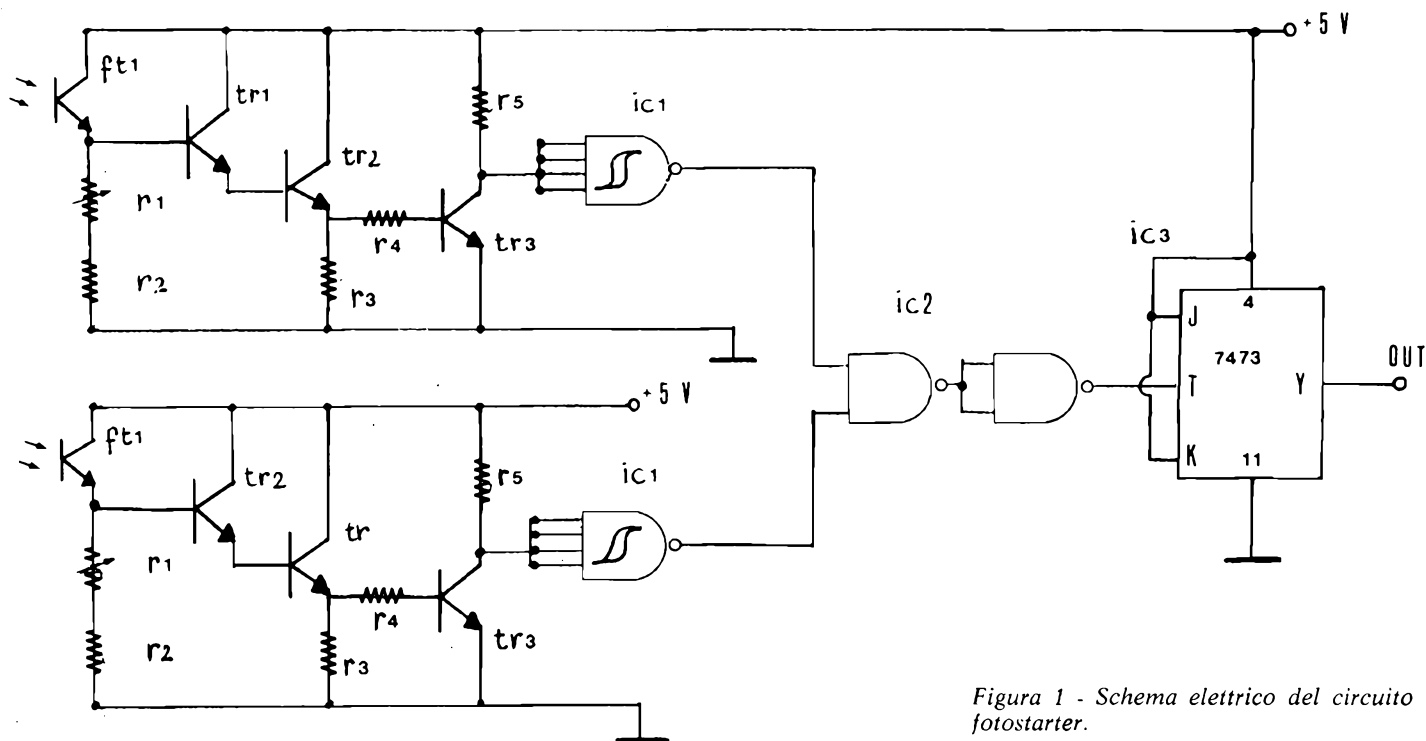 +5 V
ft1
tr1
r5
ic1
tr2
r1
r4
tr3
ic3
r2
r3
4
ic2
J
7473
OUT
T
Y
+5 V
K
11
ft1
tr2
r5
ic1
tr
r1
r4
r2
r3
tr3
Figura 1 - Schema elettrico del circuito
fotostarter.